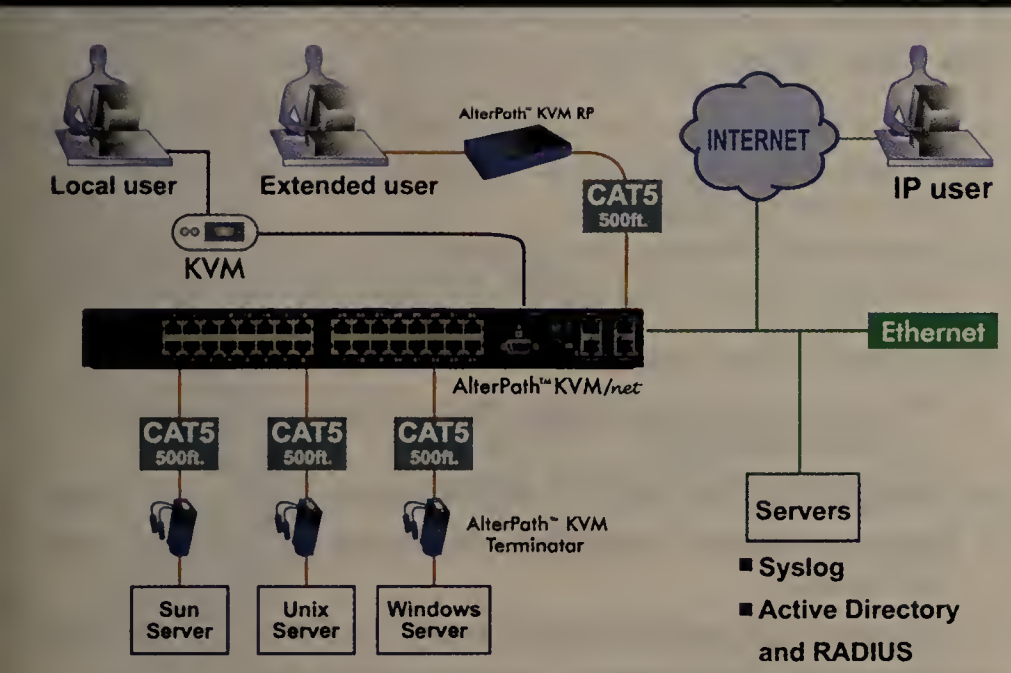 AlterPath™ KVM RP
INTERNET
Local user
Extended user
CAT5
500ft.
IP user
KVM
Ethernet
AlterPath™ KVM/net
CAT5
500ft.
CAT5
500ft.
CAT5
500ft.
AlterPath™ KVM
Terminator
Servers
Sun
Server
Unix
Server
Windows
Server
■ Syslog
■ Active Directory
and RADIUS